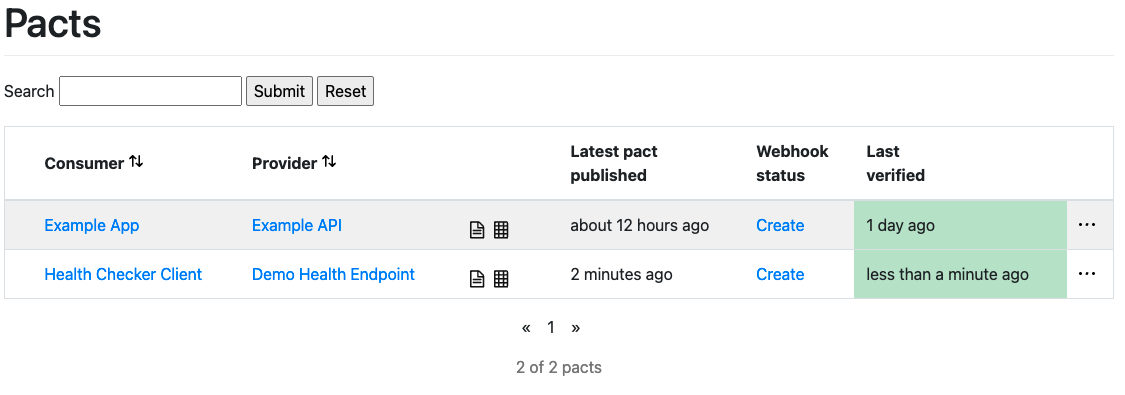 Pacts
Search Submit Reset
Consumer Provider Latest pact published Webhook status Last verified
Example App Example API about 12 hours ago Create 1 day ago ...
Health Checker Client Demo Health Endpoint 2 minutes ago Create less than a minute ago ...
« 1 »
2 of 2 pacts